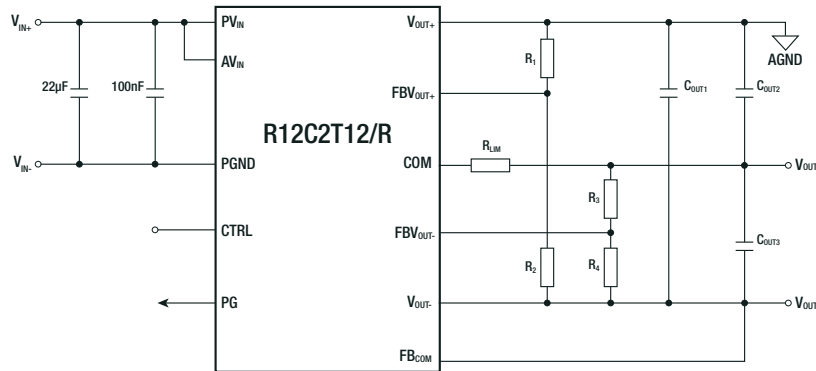 VIN+
PVIN
VOUT+
AGND
AVIN
R1
22µF
100nF
FBVOUT+
COUT1
COUT2
R12C2T12/R
VIN-
PGND
COM
RLIM
VOUT
R3
CTRL
FBVOUT-
COUT3
R2
R4
PG
VOUT-
VOUT
FBCOM